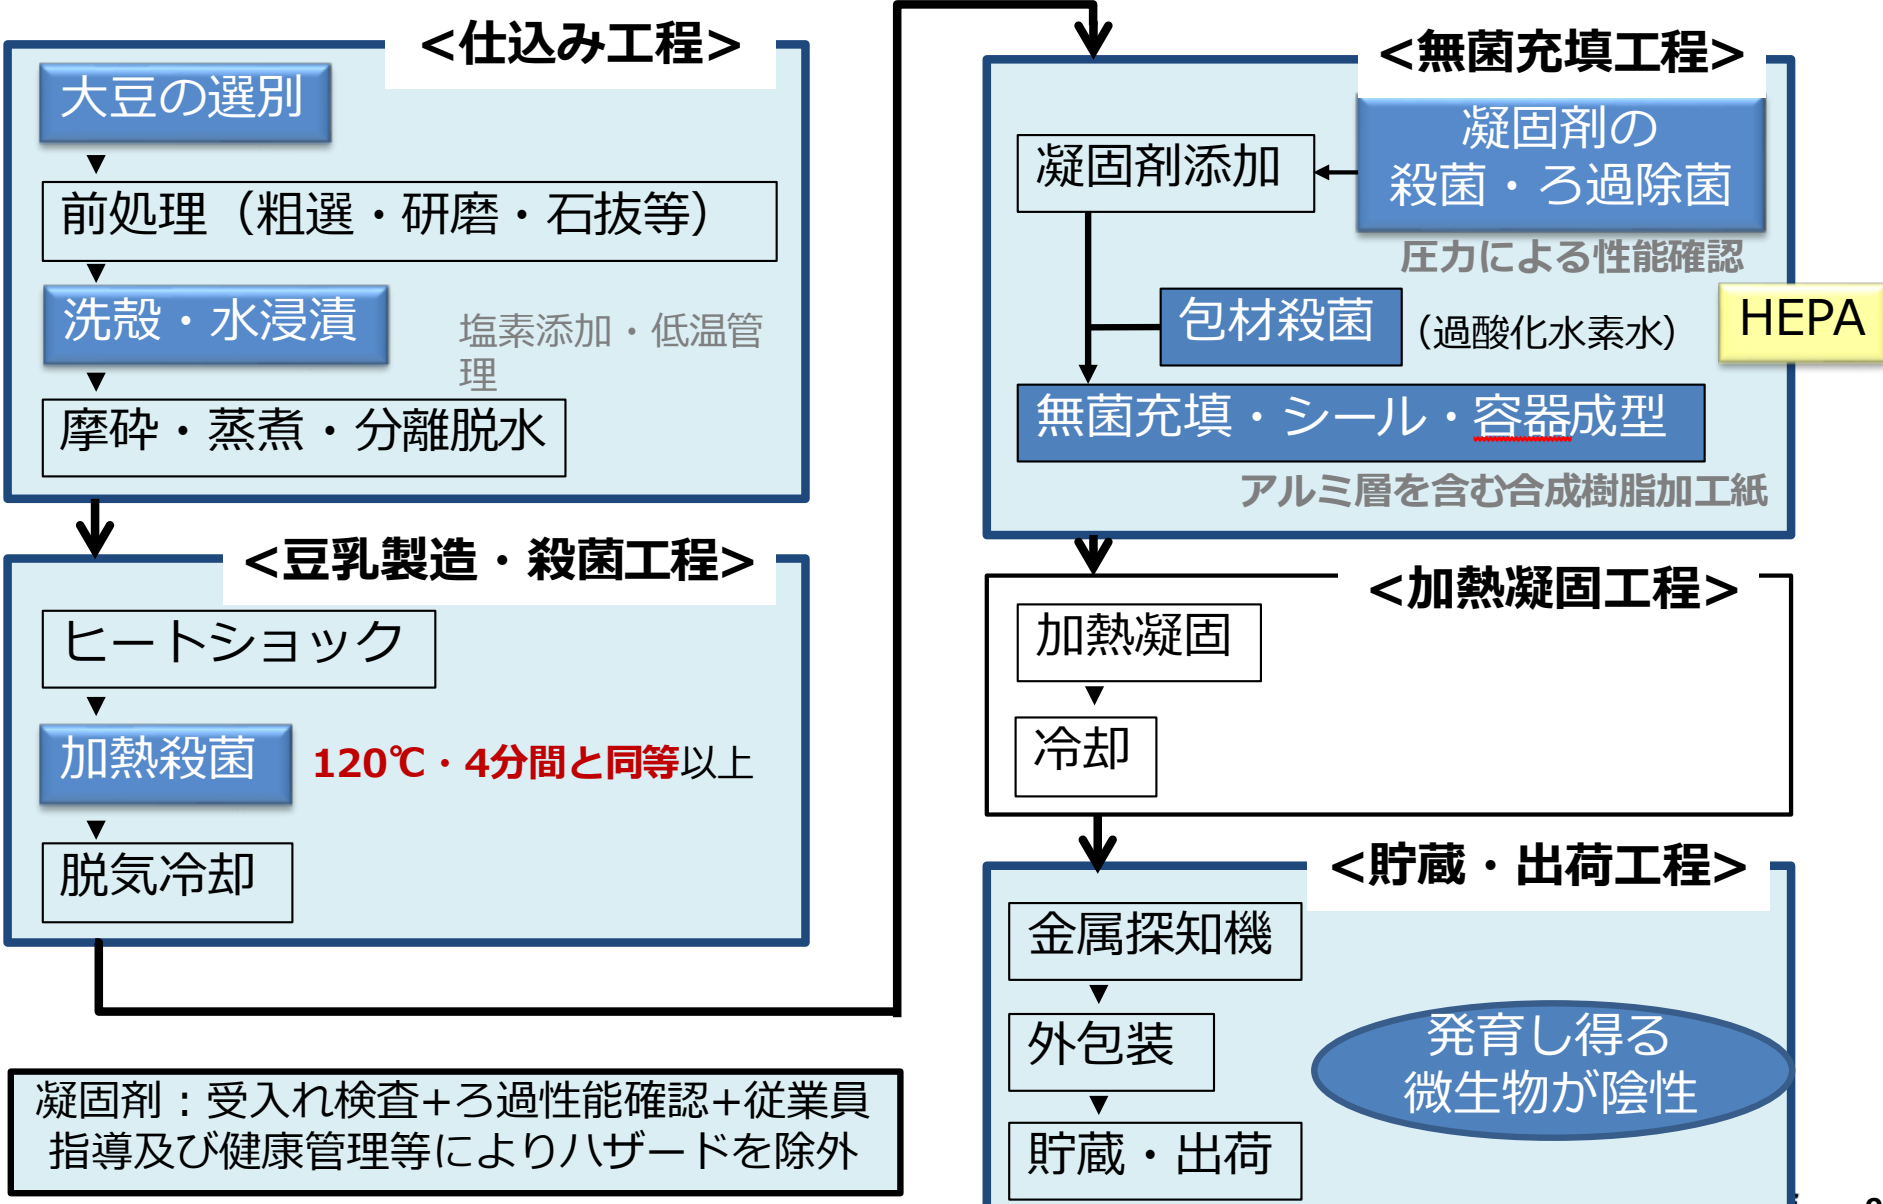 <仕込み工程>
大豆の選別
前処理（粗選・研磨・石抜等）
洗殻・水浸漬
塩素添加・低温管
理
摩砕・蒸煮・分離脱水
<豆乳製造・殺菌工程>
ヒートショック
加熱殺菌
120℃・4分間と同等以上
脱気冷却
凝固剤：受入れ検査+ろ過性能確認+従業員
指導及び健康管理等によりハザードを除外
<無菌充填工程>
凝固剤添加
凝固剤の
殺菌・ろ過除菌
圧力による性能確認
包材殺菌
（過酸化水素水）
HEPA
無菌充填・シール・容器成型
アルミ層を含む合成樹脂加工紙
<加熱凝固工程>
加熱凝固
冷却
<貯蔵・出荷工程>
金属探知機
外包装
貯蔵・出荷
発育し得る
微生物が陰性